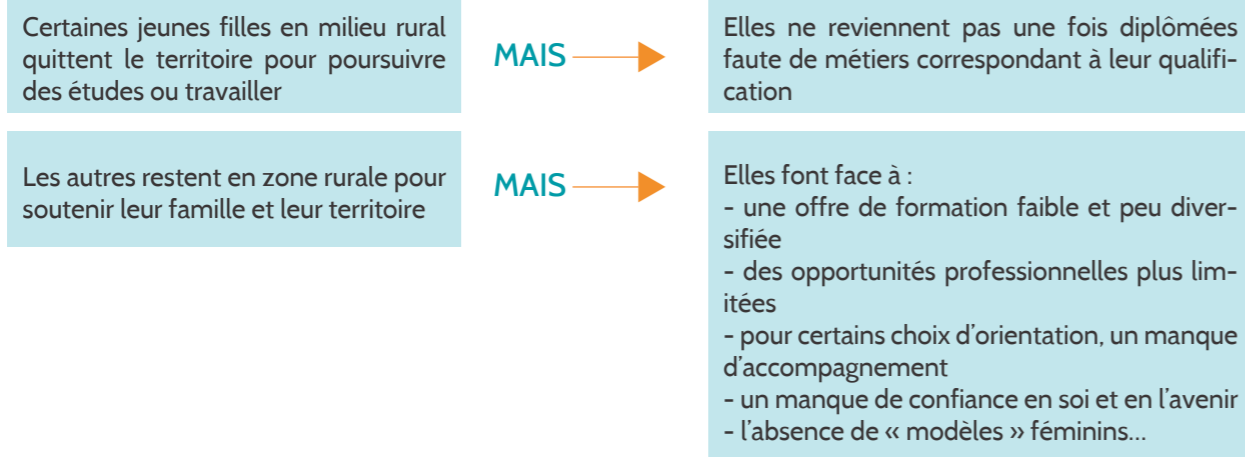 Certaines jeunes filles en milieu rural
quittent le territoire pour poursuivre
des études ou travailler
MAIS
Elles ne reviennent pas une fois diplômées
faute de métiers correspondant à leur qualifi-
cation
Les autres restent en zone rurale pour
soutenir leur famille et leur territoire
MAIS
Elles font face à :
- une offre de formation faible et peu diver-
sifiée
- des opportunités professionnelles plus lim-
itées
- pour certains choix d'orientation, un manque
d'accompagnement
- un manque de confiance en soi et en l'avenir
- l'absence de « modèles » féminins...